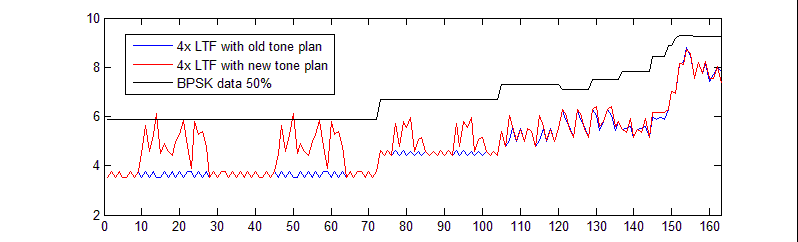 10
8
6
4
2
4x LTF with old tone plan
4x LTF with new tone plan
BPSK data 50%
0 10 20 30 40 50 60 70 80 90 100 110 120 130 140 150 160